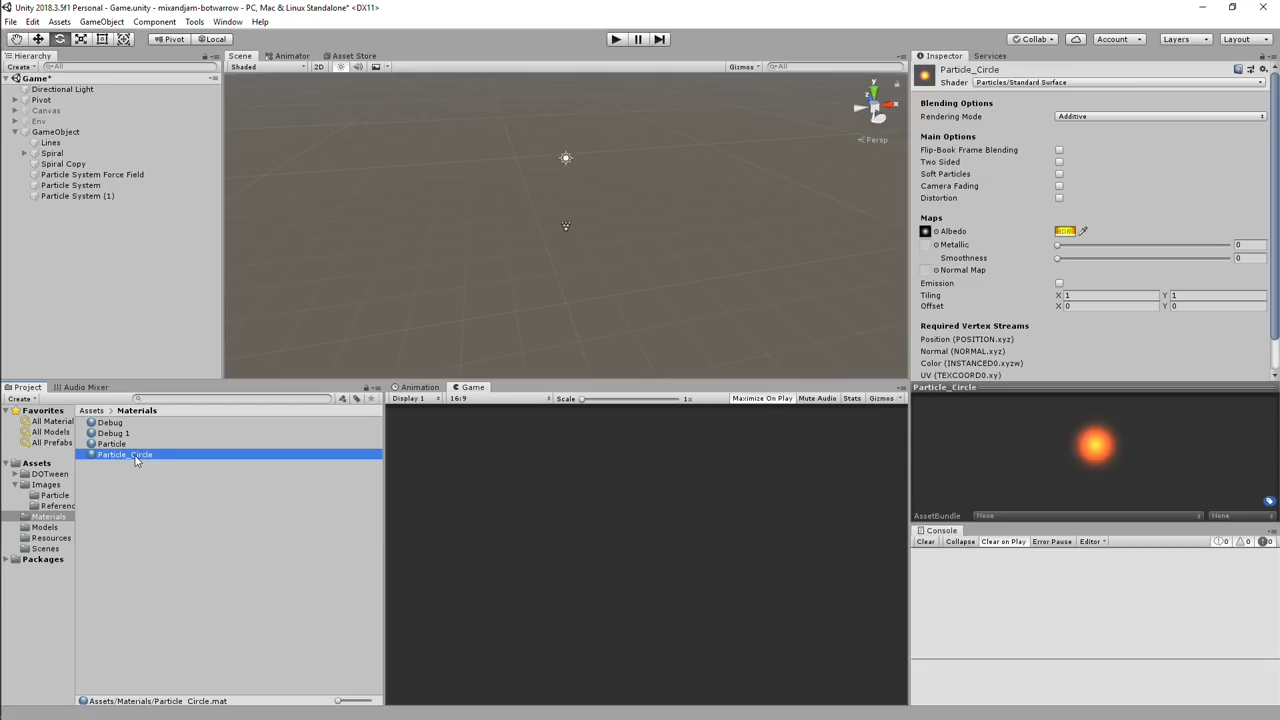 Unity 2018.3.5f1 Personal - Game.unity - mixandjam-botwarrow - PC, Mac & Linux Standalone* <DX11>
File Edit Assets GameObject Component Tools Window Help
Pivot Local Collab Account Layers Layout
Hierarchy
Create All
Game*
Directional Light
Pivot
Canvas
Env
GameObject
Lines
Spiral
Spiral Copy
Particle System Force Field
Particle System
Particle System (1)
Scene Animator Asset Store
Shaded 2D Gizmos All
y
z
x
Persp
Inspector Services
Particle_Circle
Shader Particles/Standard Surface
Blending Options
Rendering Mode Additive
Main Options
Flip-Book Frame Blending
Two Sided
Soft Particles
Camera Fading
Distortion
Maps
Albedo HDR
Metallic 0
Smoothness 0
Normal Map
Emission
Tiling X 1 Y 1
Offset X 0 Y 0
Required Vertex Streams
Position (POSITION.xyz)
Normal (NORMAL.xyz)
Color (INSTANCED0.xyzw)
UV (TEXCOORD0.xy)
Particle_Circle
AssetBundle None None
Project Audio Mixer
Create
Favorites
All Material
All Models
All Prefabs
Assets
DOTween
Images
Particle
Referenc
Materials
Models
Resources
Scenes
Packages
Assets > Materials
Debug
Debug 1
Particle
Particle_Circle
Assets/Materials/Particle_Circle.mat
Animation Game
Display 1 16:9 Scale 1x Maximize On Play Mute Audio Stats Gizmos
Console
Clear Collapse Clear on Play Error Pause Editor 0 0 0